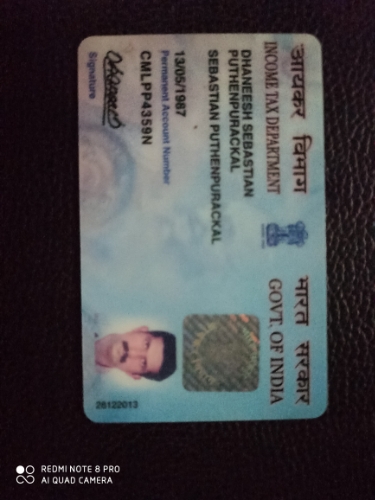 आयकर विभाग
INCOME TAX DEPARTMENT
भारत सरकार
GOVT. OF INDIA
DHANEESH SEBASTIAN
PUTHENPURACKAL
SEBASTIAN PUTHENPURACKAL
13/05/1987
Permanent Account Number
CMLPP4359N
Signature
26122013
REDMI NOTE 8 PRO
AI QUAD CAMERA